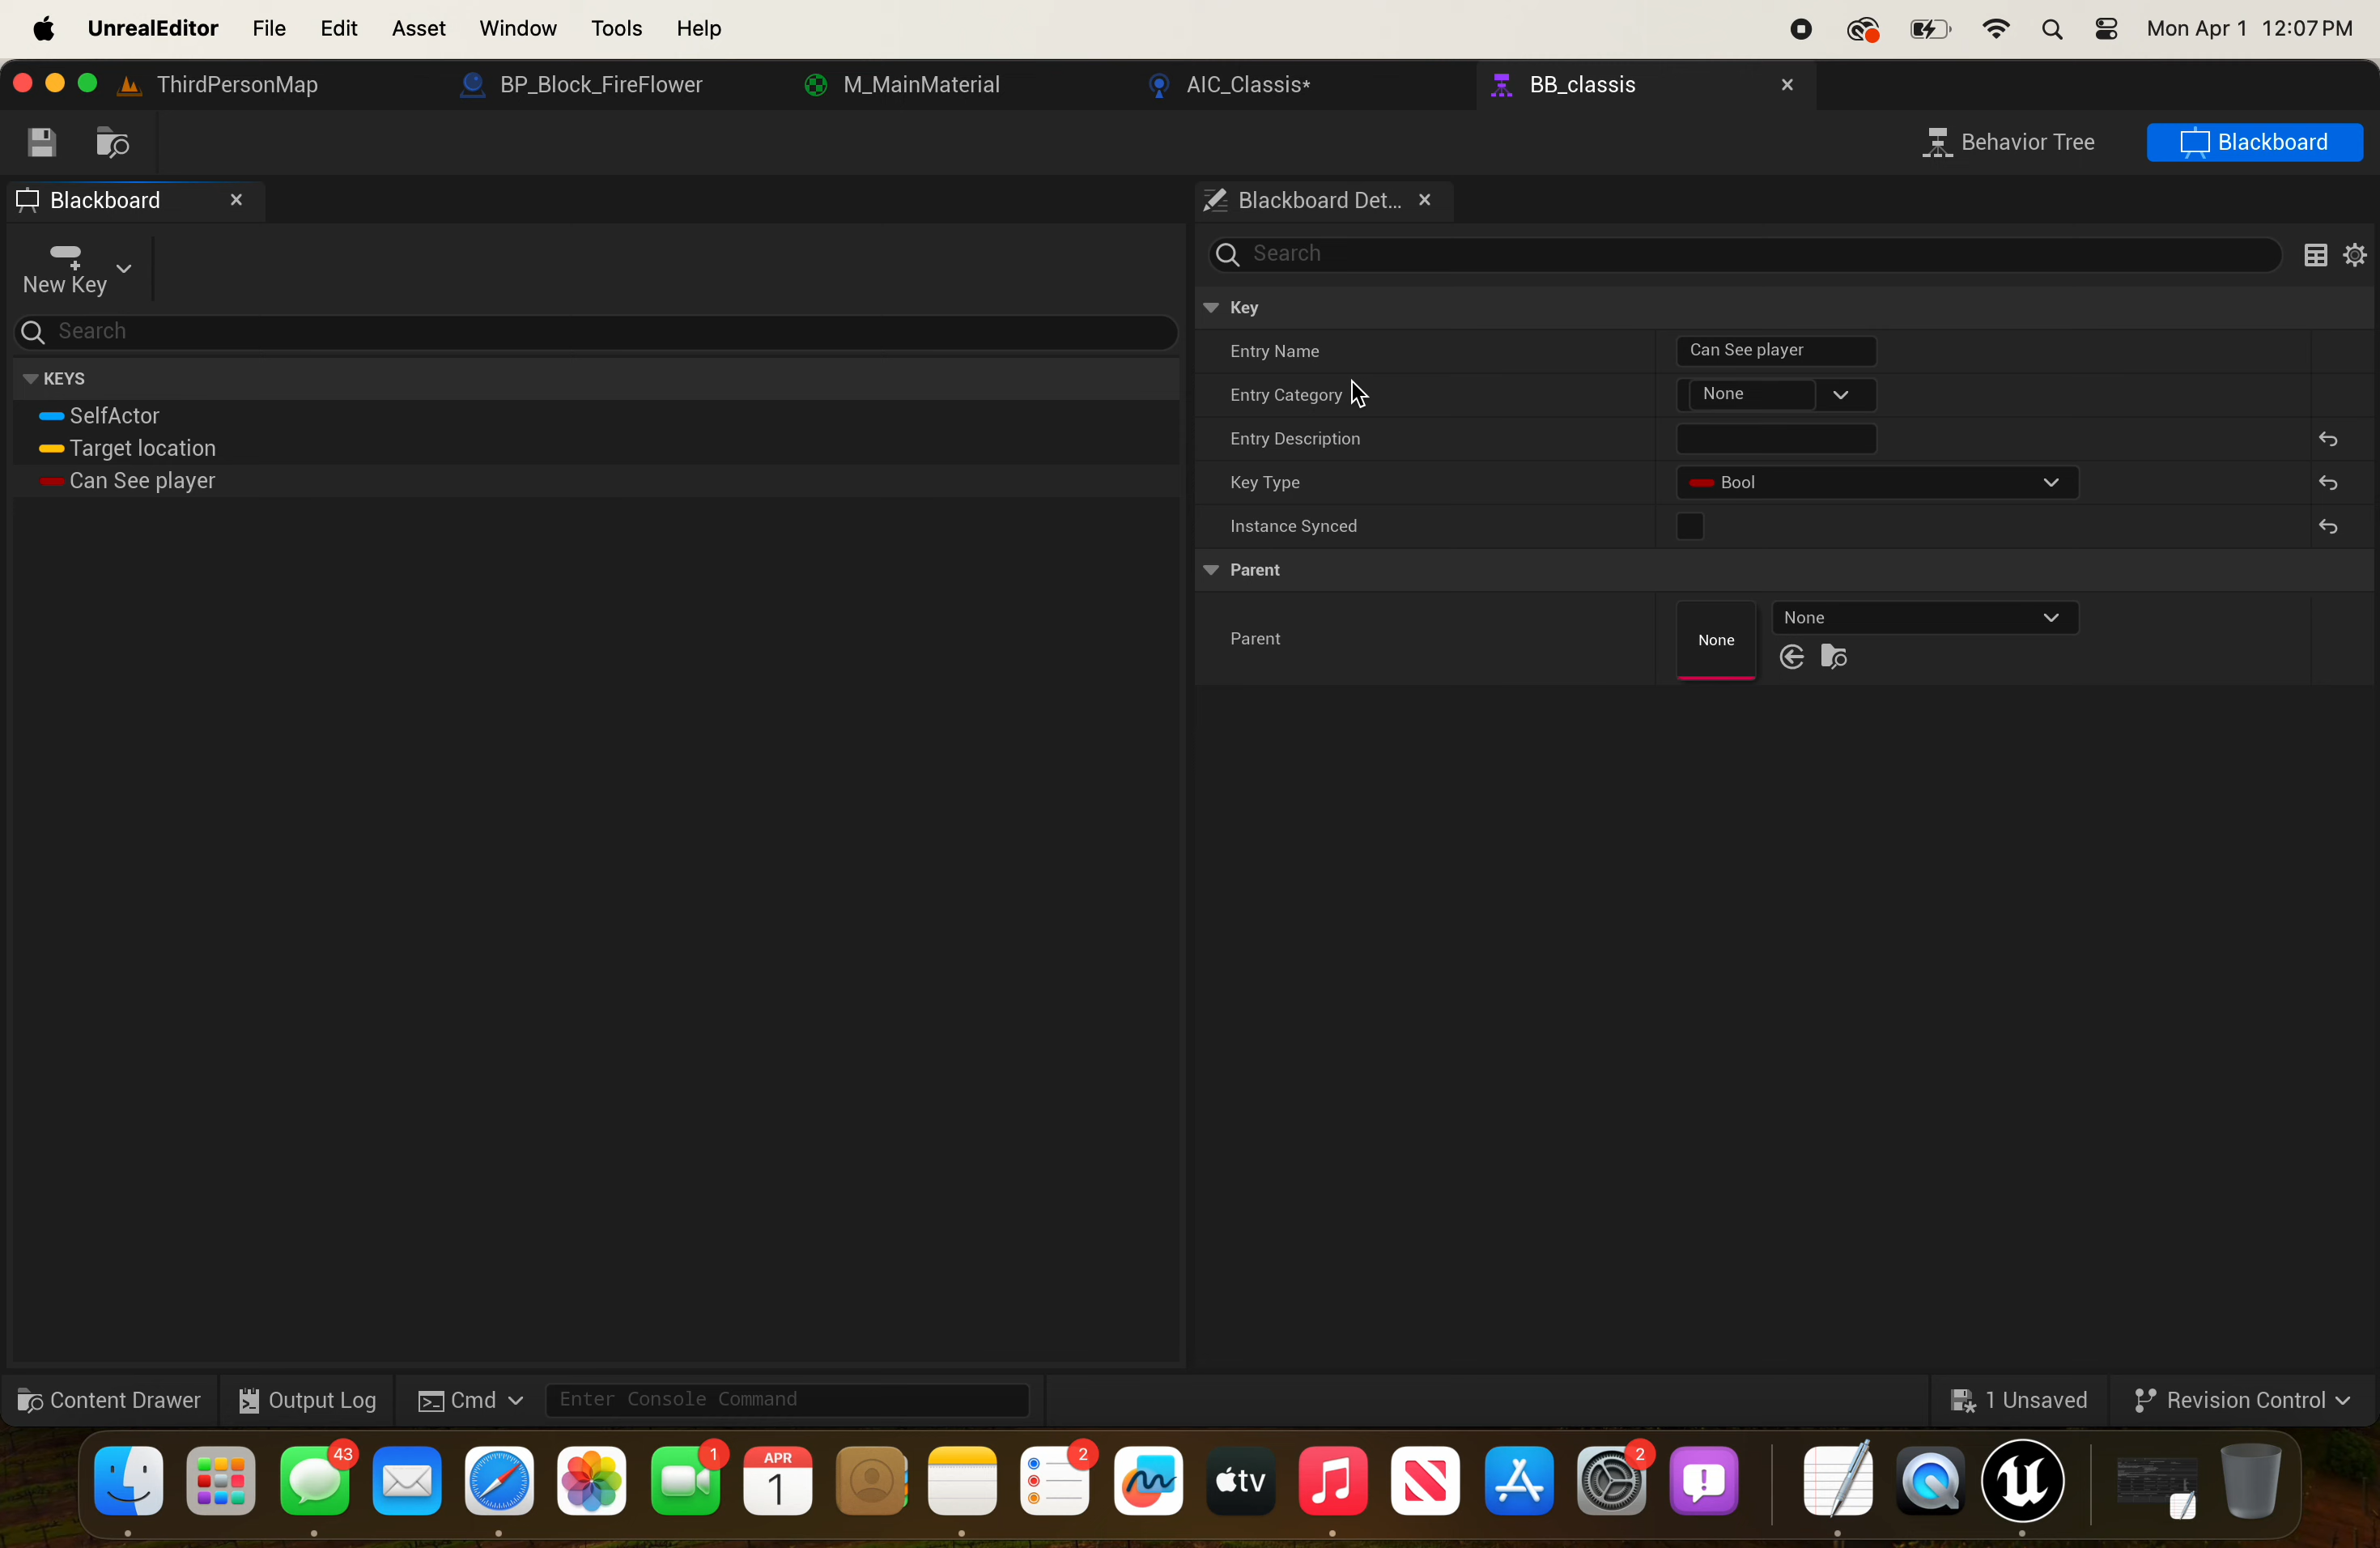 UnrealEditor File Edit Asset Window Tools Help Mon Apr 1 12:07 PM
ThirdPersonMap BP_Block_FireFlower M_MainMaterial AIC_Classis* BB_classis
Behavior Tree Blackboard
Blackboard
New Key
Search
KEYS
SelfActor
Target location
Can See player
Blackboard Det...
Search
Key
Entry Name Can See player
Entry Category None
Entry Description
Key Type Bool
Instance Synced
Parent
Parent None None
Content Drawer Output Log Cmd Enter Console Command 1 Unsaved Revision Control
43 1 APR 1 2 tv 2